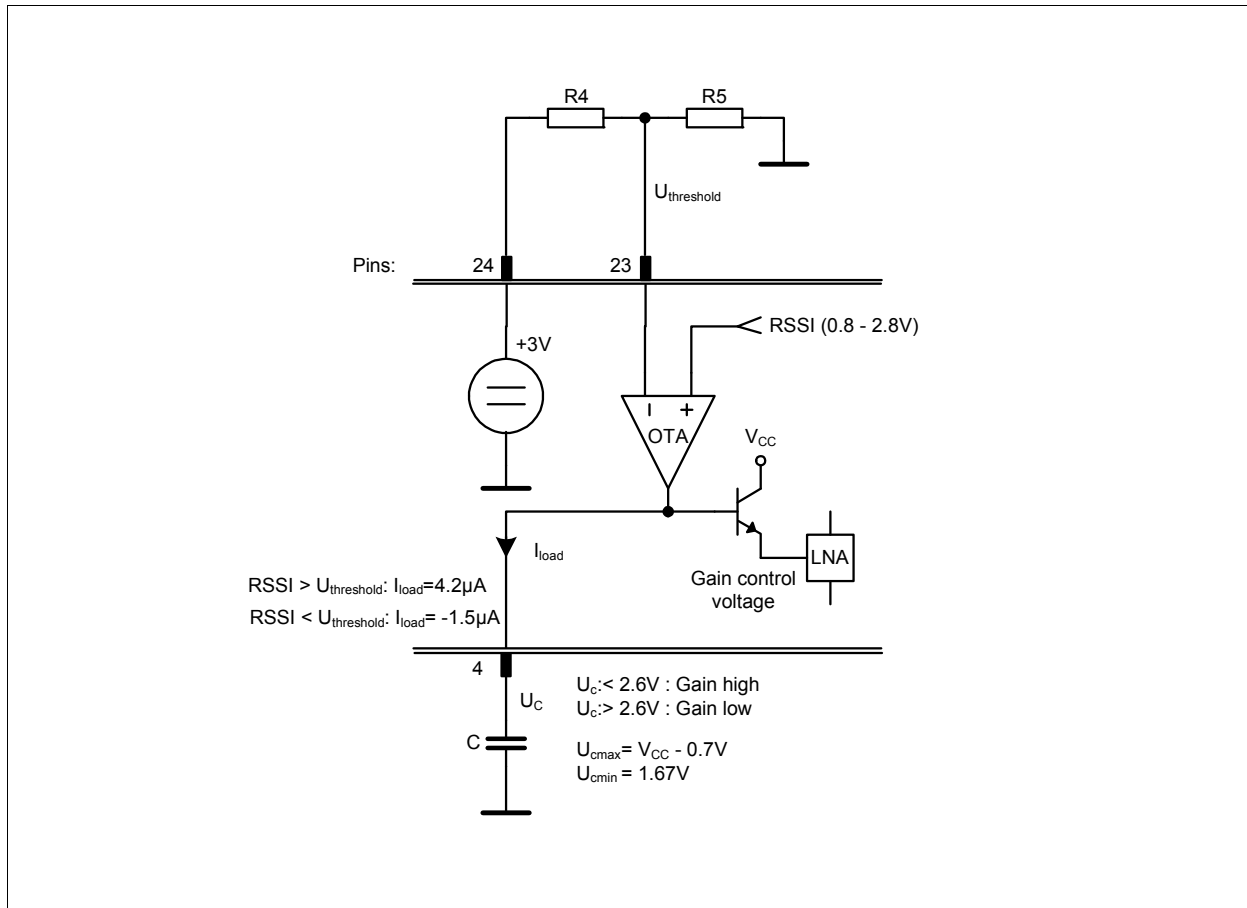 R4
R5
Uthreshold
Pins:
24
23
RSSI (0.8 - 2.8V)
+3V
OTA
VCC
Iload
LNA
Gain control
voltage
RSSI > Uthreshold: Iload=4.2µA
RSSI < Uthreshold: Iload= -1.5µA
4
UC
Uc:< 2.6V : Gain high
Uc:> 2.6V : Gain low
C
Ucmax= VCC - 0.7V
Ucmin = 1.67V